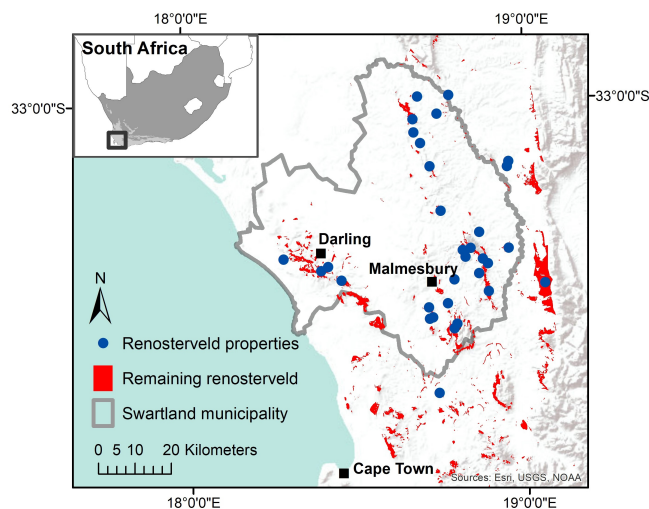 18°0'0"E 19°0'0"E
South Africa
33°0'0"S 33°0'0"S
Darling
Malmesbury
N
Renosterveld properties
Remaining renosterveld
Swartland municipality
0 5 10 20 Kilometers
Cape Town
Sources: Esri, USGS, NOAA
18°0'0"E 19°0'0"E